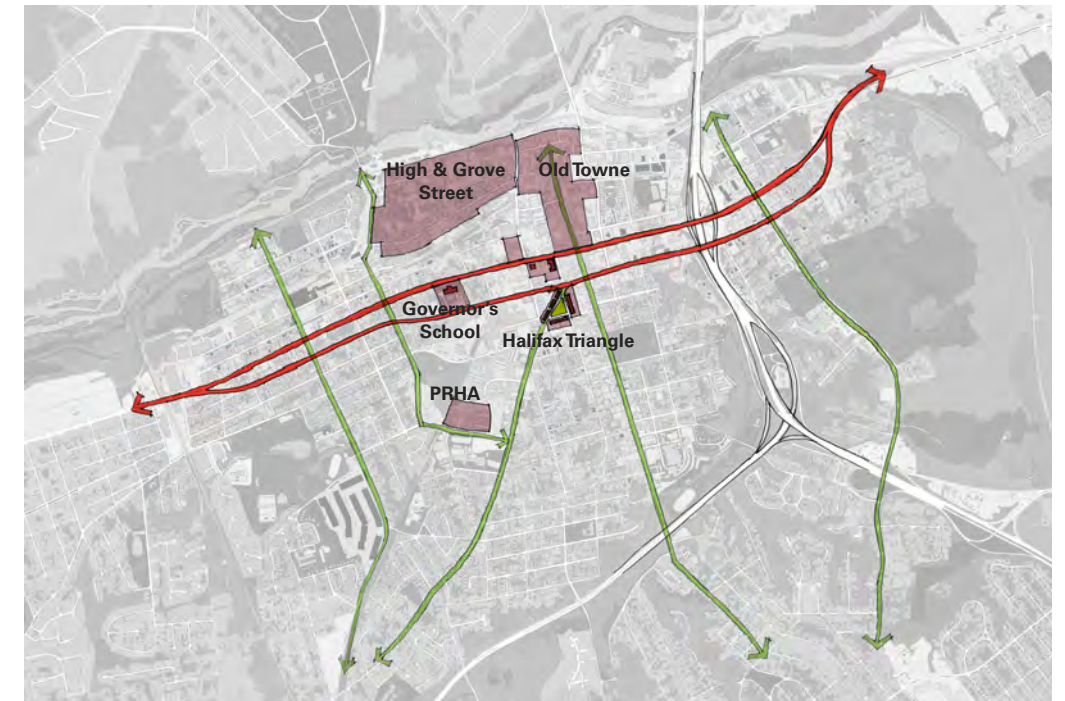 High & Grove
Street
Old Towne
Governor's
School
Halifax Triangle
PRHA